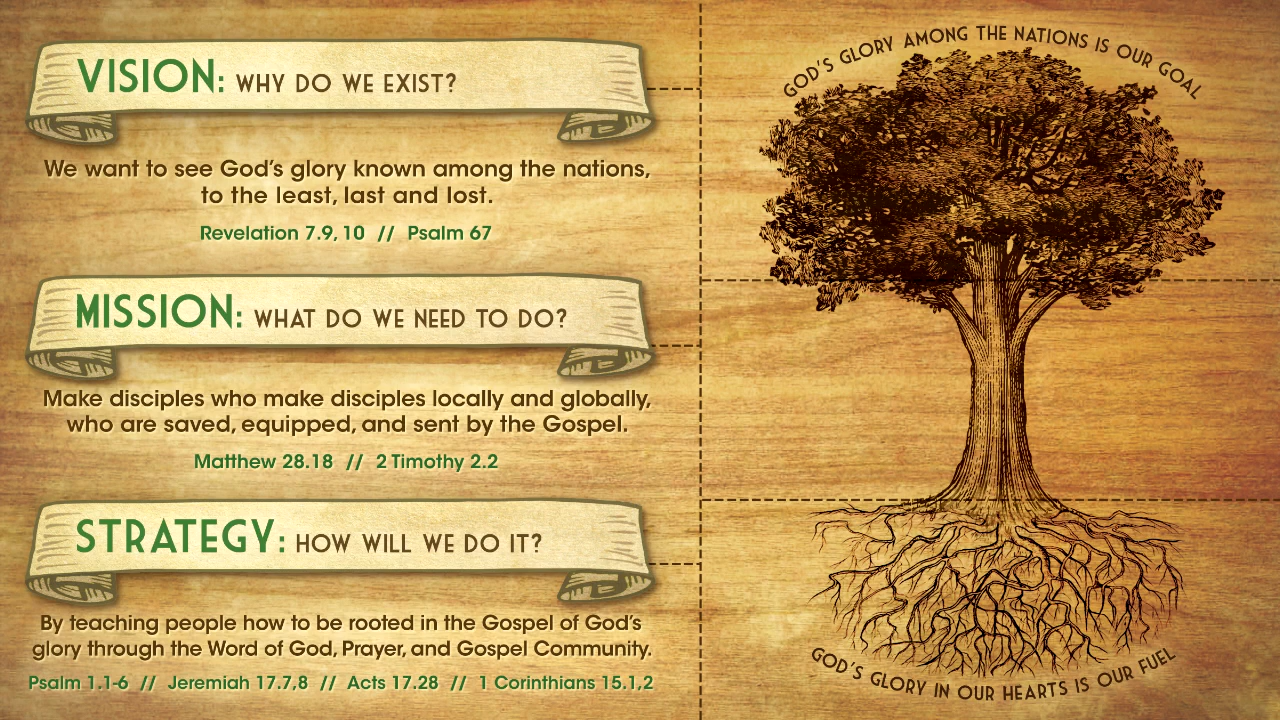 VISION: WHY DO WE EXIST?
We want to see God's glory known among the nations,
to the least, last and lost.
Revelation 7.9, 10 // Psalm 67
MISSION: WHAT DO WE NEED TO DO?
Make disciples who make disciples locally and globally,
who are saved, equipped, and sent by the Gospel.
Matthew 28.18 // 2 Timothy 2.2
STRATEGY: HOW WILL WE DO IT?
By teaching people how to be rooted in the Gospel of God's
glory through the Word of God, Prayer, and Gospel Community.
Psalm 1.1-6 // Jeremiah 17.7,8 // Acts 17.28 // 1 Corinthians 15.1,2
GOD'S GLORY AMONG THE NATIONS IS OUR GOAL
GOD'S GLORY IN OUR HEARTS IS OUR FUEL